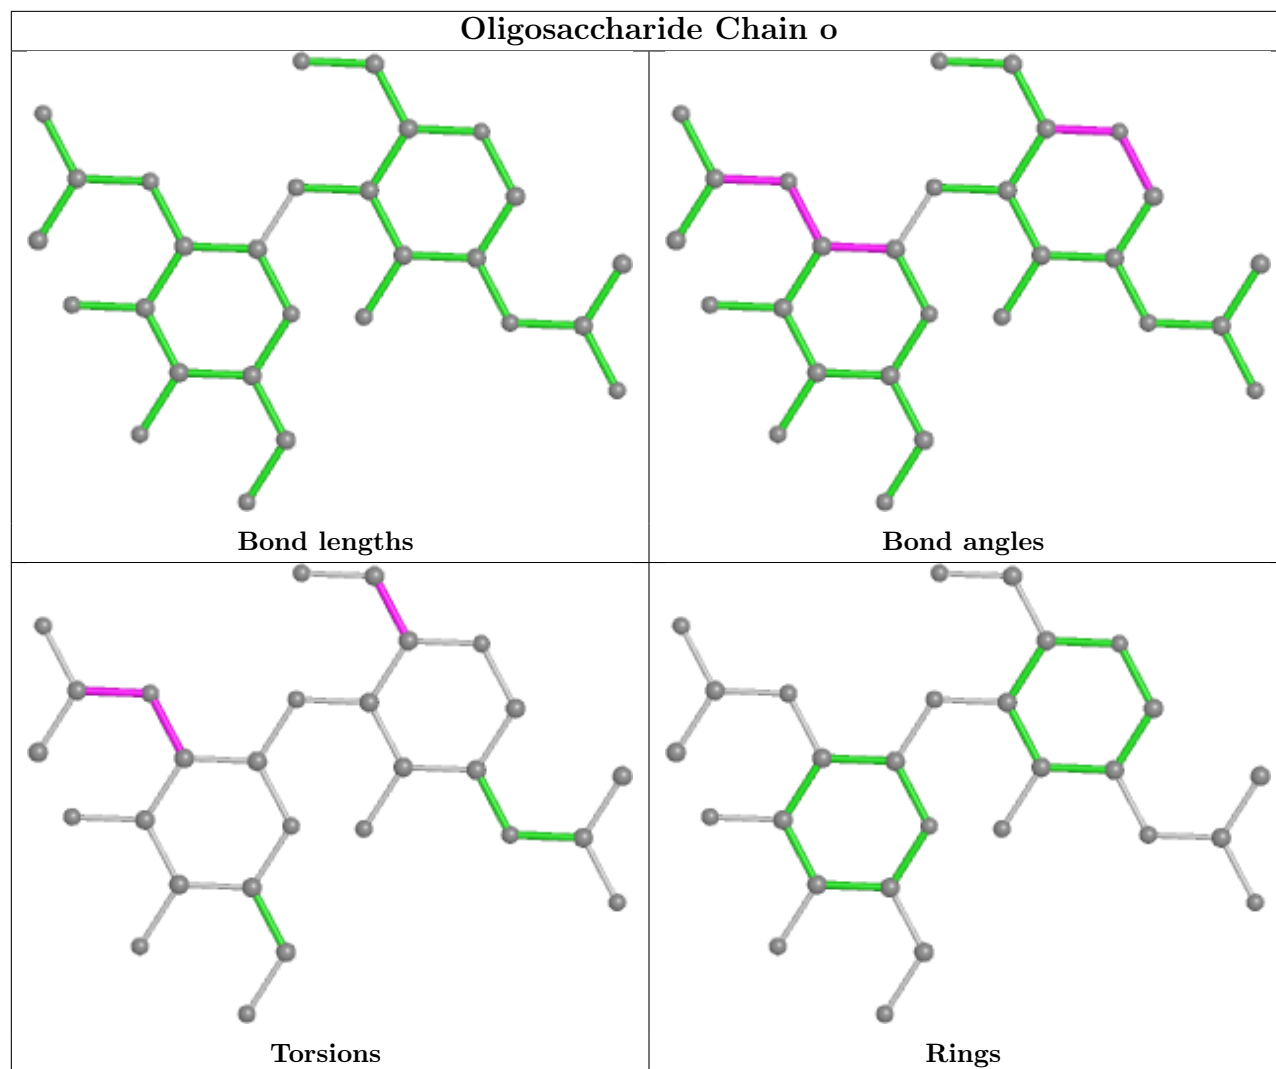 Oligosaccharide Chain o
Bond lengths
Bond angles
Torsions
Rings